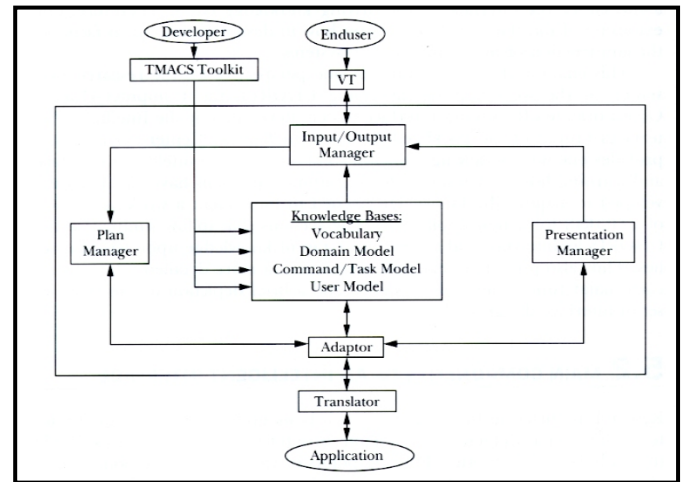 Developer
Enduser
TMACS Toolkit
VT
Input/Output
Manager
Knowledge Bases:
Vocabulary
Domain Model
Command/Task Model
User Model
Plan
Manager
Presentation
Manager
Adaptor
Translator
Application